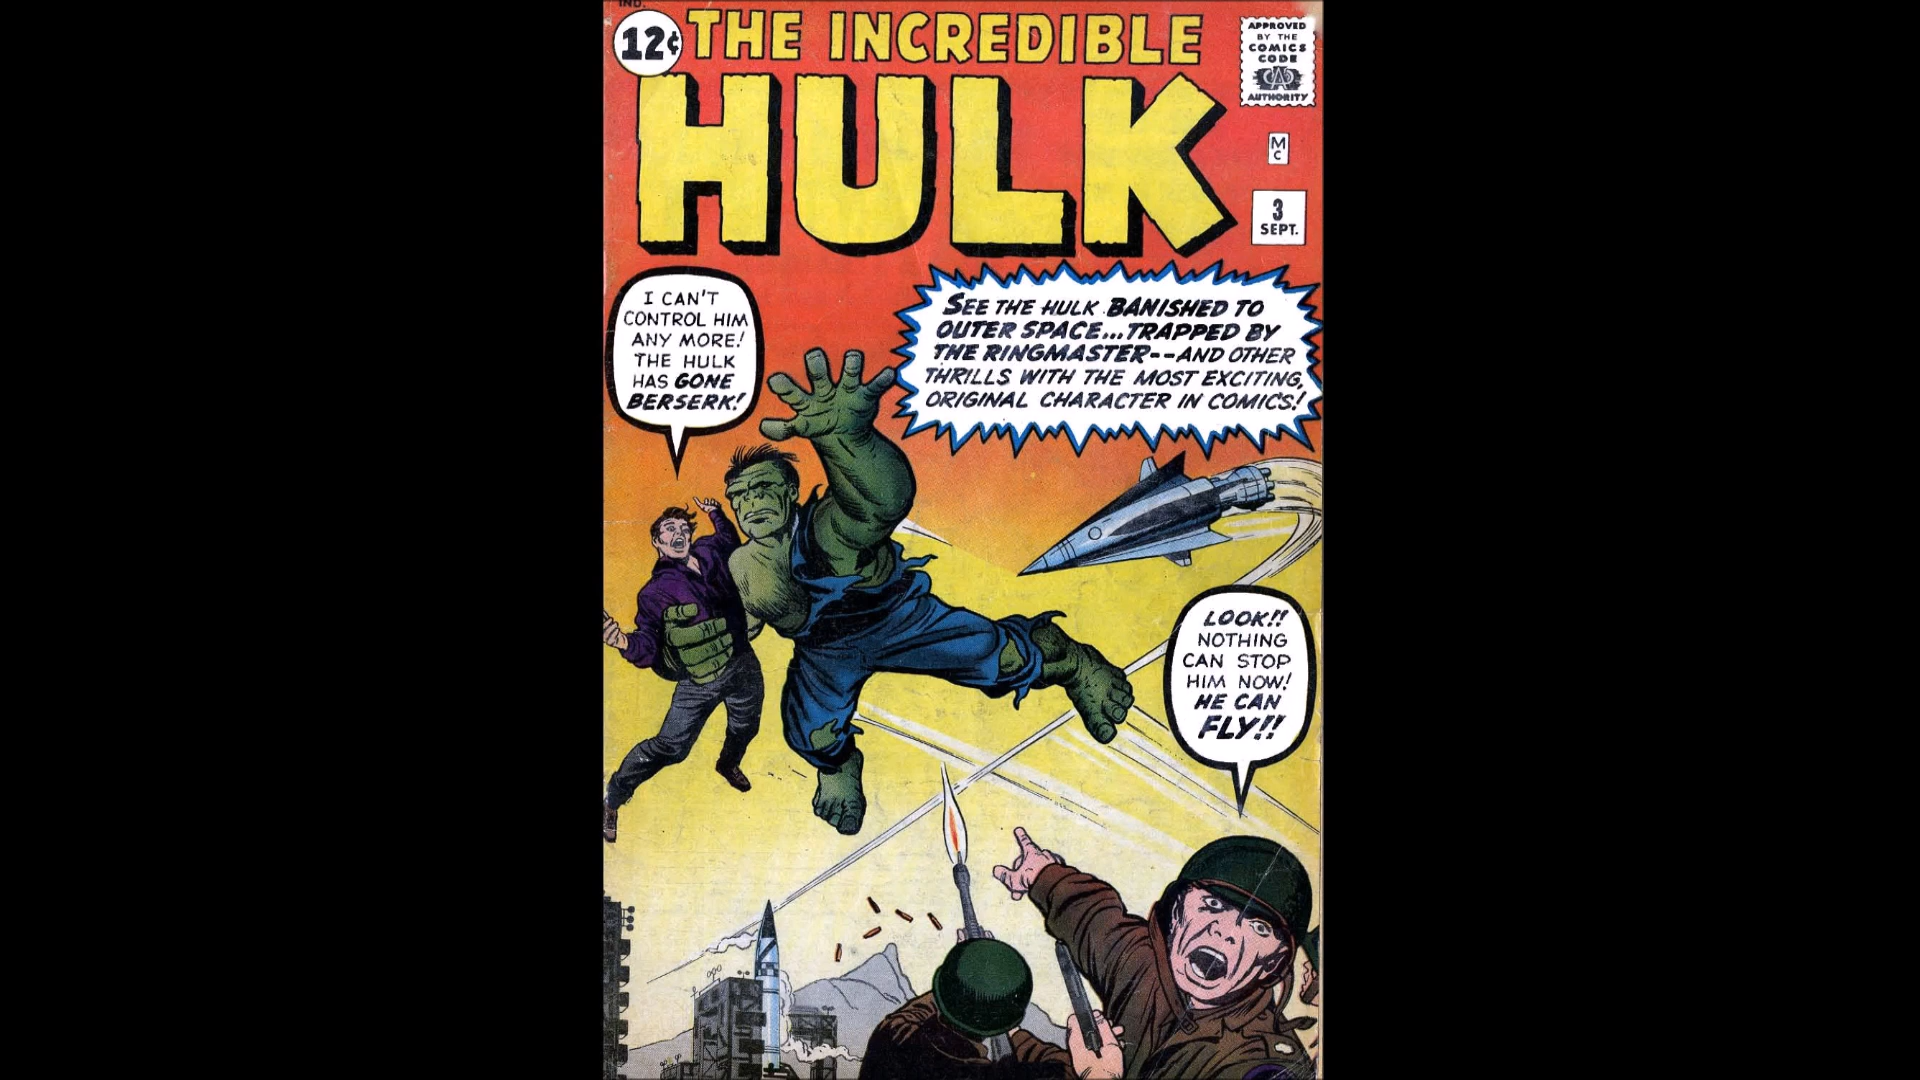 IND.
12¢
THE INCREDIBLE
HULK
APPROVED
BY THE
COMICS
CODE
CA
AUTHORITY
M
C
3
SEPT.
I CAN'T
CONTROL HIM
ANY MORE!
THE HULK
HAS GONE
BERSERK!
SEE THE HULK BANISHED TO
OUTER SPACE...TRAPPED BY
THE RINGMASTER--AND OTHER
THRILLS WITH THE MOST EXCITING,
ORIGINAL CHARACTER IN COMICS!
LOOK!!
NOTHING
CAN STOP
HIM NOW!
HE CAN
FLY!!